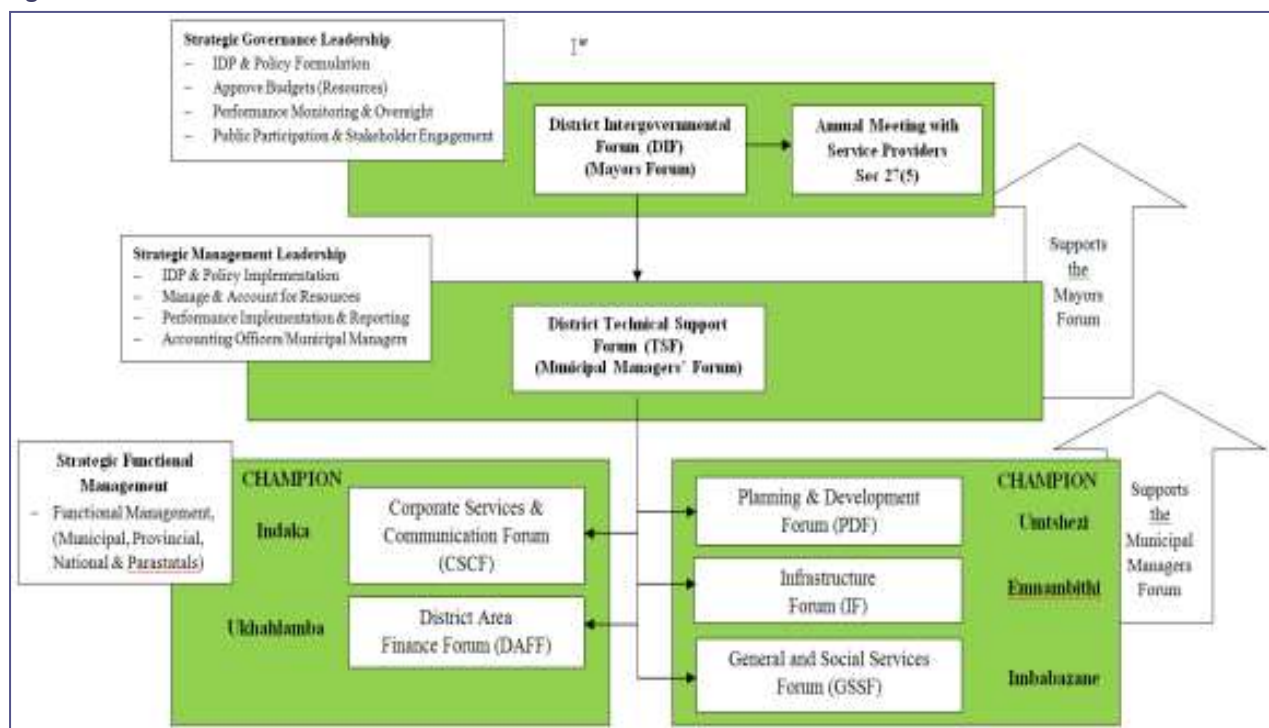 Strategic Governance Leadership
– IDP & Policy Formulation
– Approve Budgets (Resources)
– Performance Monitoring & Oversight
– Public Participation & Stakeholder Engagement
District Intergovernmental
Forum (DIF)
(Mayors Forum)
Annual Meeting with
Service Providers
Sec
Supports
the
Mayors
Forum
Strategic Management Leadership
– IDP & Policy Implementation
– Manage & Account for Resources
– Performance Implementation & Reporting
– Accounting Officers/Municipal Managers
District Technical Support
Forum (TSF)
(Municipal Managers' Forum)
Strategic Functional
Management
– Functional Management,
(Municipal, Provincial,
National & Parastatals)
CHAMPION
Indaka
Ukhahlamba
Corporate Services &
Communication Forum
(CSCF)
District Area
Finance Forum (DAFF)
Planning & Development
Forum (PDF)
Infrastructure
Forum (IF)
General and Social Services
Forum (GSSF)
CHAMPION
Umtshezi
Emnambithi
Imbabazane
Supports
the
Municipal
Managers
Forum